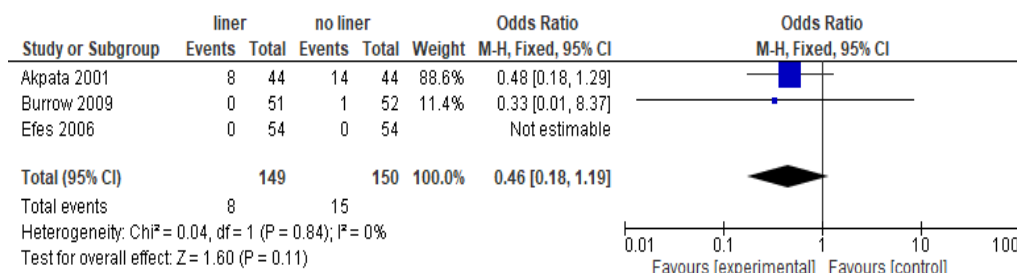 liner no liner Odds Ratio Odds Ratio
Study or Subgroup Events Total Events Total Weight M-H, Fixed, 95% CI M-H, Fixed, 95% CI
Akpata 2001 8 44 14 44 88.6% 0.48 [0.18, 1.29]
Burrow 2009 0 51 1 52 11.4% 0.33 [0.01, 8.37]
Efes 2006 0 54 0 54 Not estimable
Total (95% CI) 149 150 100.0% 0.46 [0.18, 1.19]
Total events 8 15
Heterogeneity: Chi² = 0.04, df = 1 (P = 0.84); I² = 0%
Test for overall effect: Z = 1.60 (P = 0.11)
0.01 0.1 1 10 100
Favours [experimental] Favours [control]